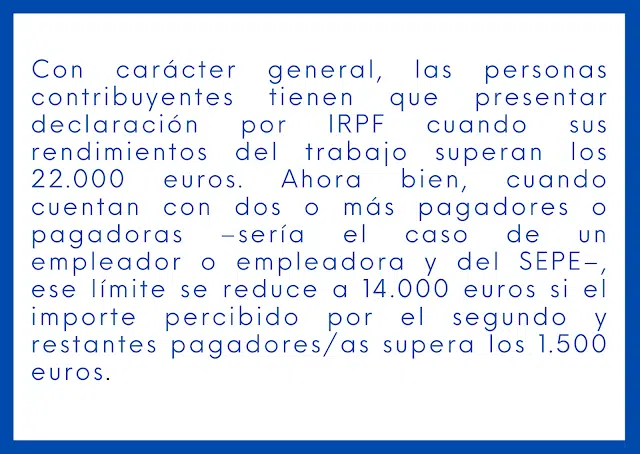 Con carácter general, las personas
contribuyentes tienen que presentar
declaración por IRPF cuando sus
rendimientos del trabajo superan los
22.000 euros. Ahora bien, cuando
cuentan con dos o más pagadores o
pagadoras –sería el caso de un
empleador o empleadora y del SEPE–,
ese límite se reduce a 14.000 euros si el
importe percibido por el segundo y
restantes pagadores/as supera los 1.500
euros.